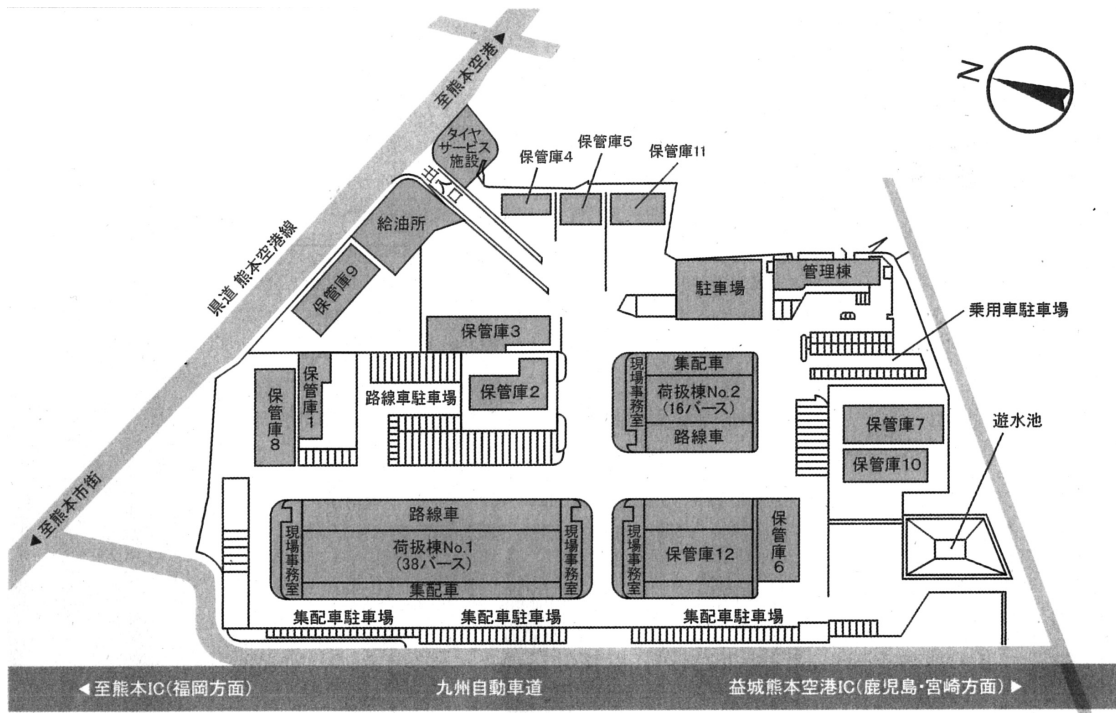 至熊本空港▶
N
タイヤ
サービス
施設
保管庫4
保管庫5
保管庫11
出入口
給油所
県道 熊本空港線
保管庫9
駐車場
管理棟
乗用車駐車場
保管庫3
保管庫1
保管庫8
路線車駐車場
保管庫2
現場事務室
集配車
荷扱棟No.2
(16バース)
路線車
保管庫7
保管庫10
遊水池
◀至熊本市街
現場事務室
路線車
荷扱棟No.1
(38バース)
集配車
現場事務室
現場事務室
保管庫12
保管庫6
集配車駐車場
集配車駐車場
集配車駐車場
◀至熊本IC(福岡方面)
九州自動車道
益城熊本空港IC(鹿児島・宮崎方面)▶